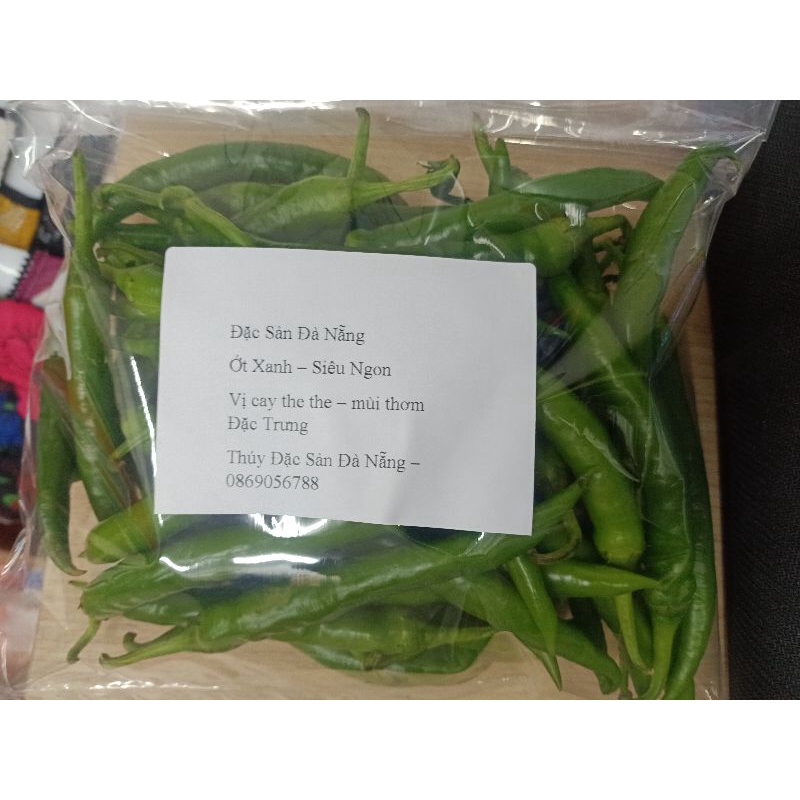 Đặc Sản Đà Nẵng
Ớt Xanh – Siêu Ngon
Vị cay the the – mùi thơm
Đặc Trưng
Thúy Đặc Sản Đà Nẵng –
0869056788